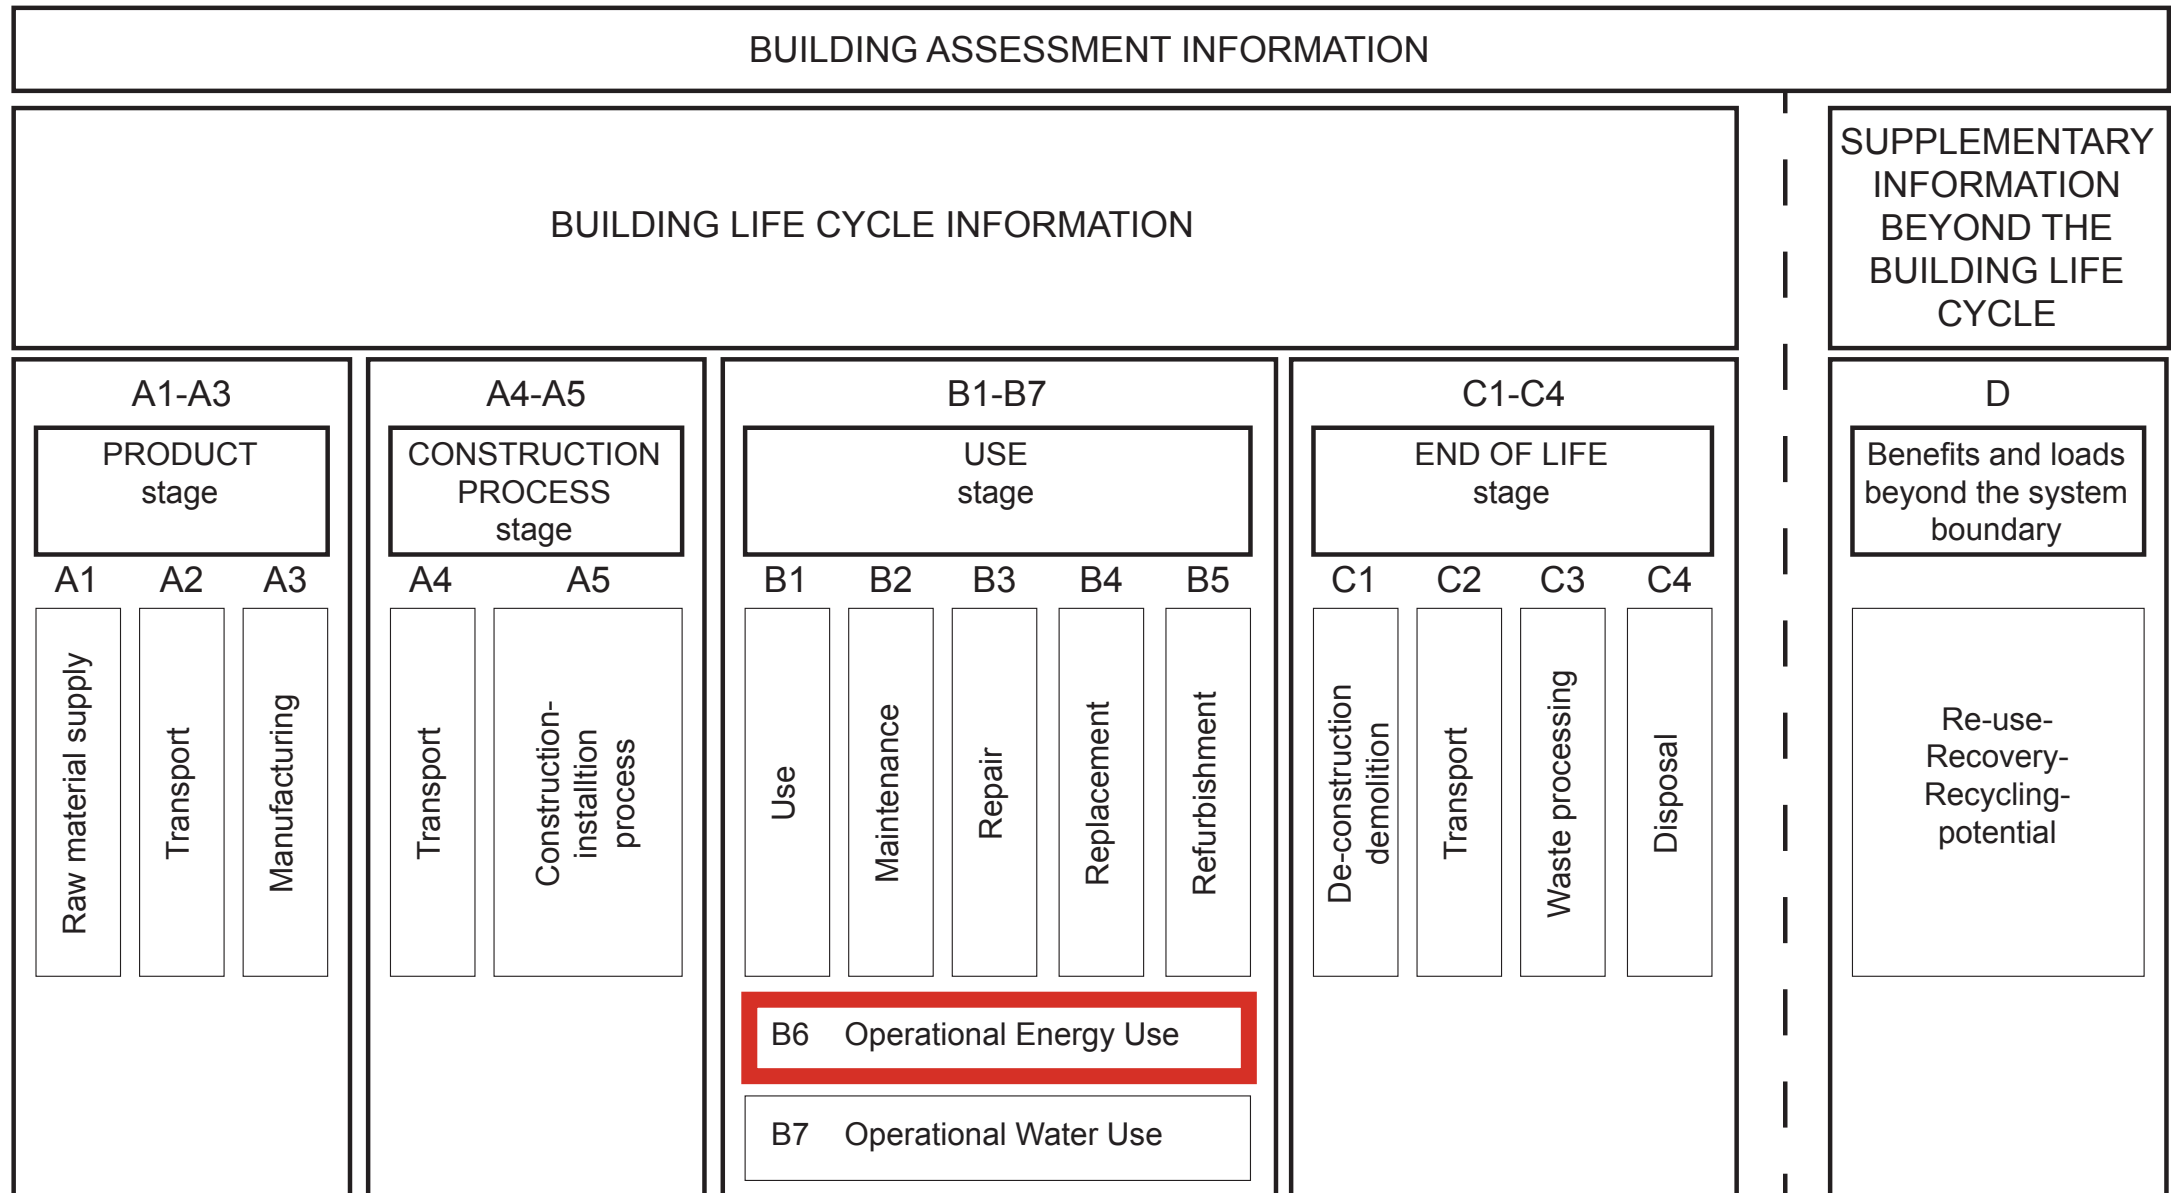 BUILDING ASSESSMENT INFORMATION
BUILDING LIFE CYCLE INFORMATION
SUPPLEMENTARY
INFORMATION
BEYOND THE
BUILDING LIFE
CYCLE
A1-A3
PRODUCT
stage
A1
A2
A3
Raw material supply
Transport
Manufacturing
A4-A5
CONSTRUCTION
PROCESS
stage
A4
A5
Transport
Construction-
installtion
process
B1-B7
USE
stage
B1
B2
B3
B4
B5
Use
Maintenance
Repair
Replacement
Refurbishment
B6 Operational Energy Use
B7 Operational Water Use
C1-C4
END OF LIFE
stage
C1
C2
C3
C4
De-construction
demolition
Transport
Waste processing
Disposal
D
Benefits and loads
beyond the system
boundary
Re-use-
Recovery-
Recycling-
potential